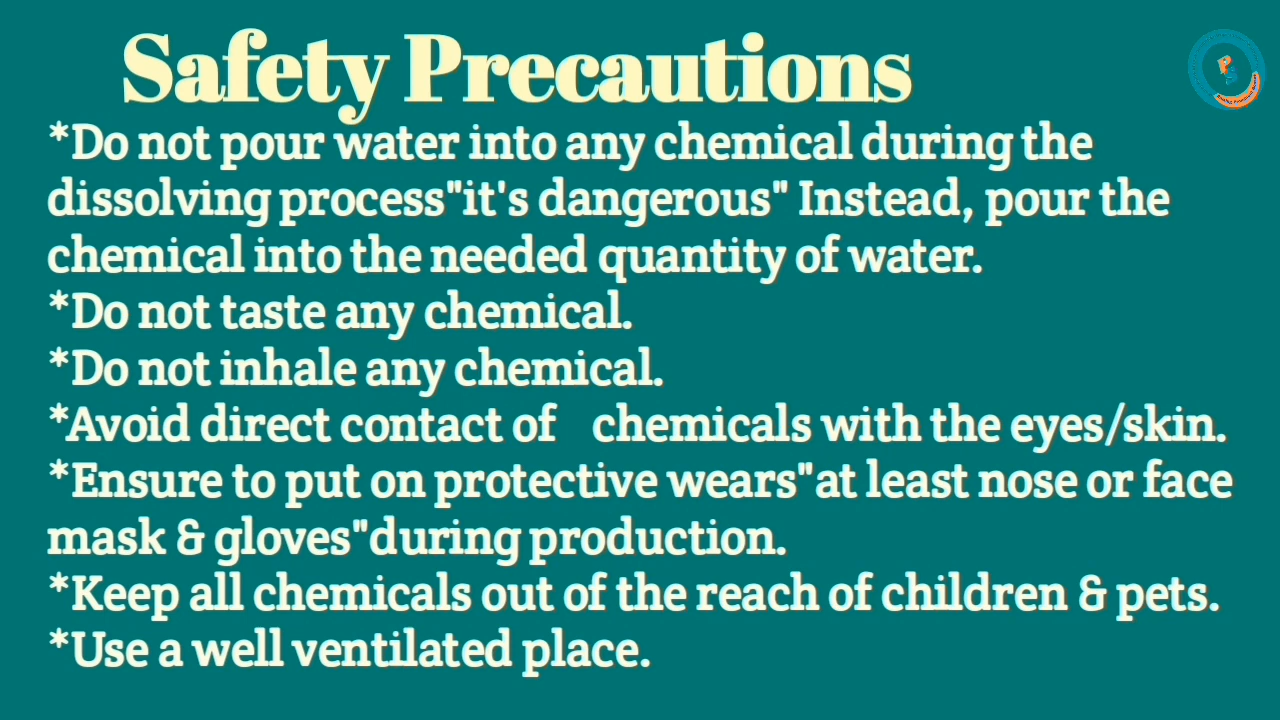 Safety Precautions
*Do not pour water into any chemical during the
dissolving process"it's dangerous" Instead, pour the
chemical into the needed quantity of water.
*Do not taste any chemical.
*Do not inhale any chemical.
*Avoid direct contact of chemicals with the eyes/skin.
*Ensure to put on protective wears"at least nose or face
mask & gloves"during production.
*Keep all chemicals out of the reach of children & pets.
*Use a well ventilated place.